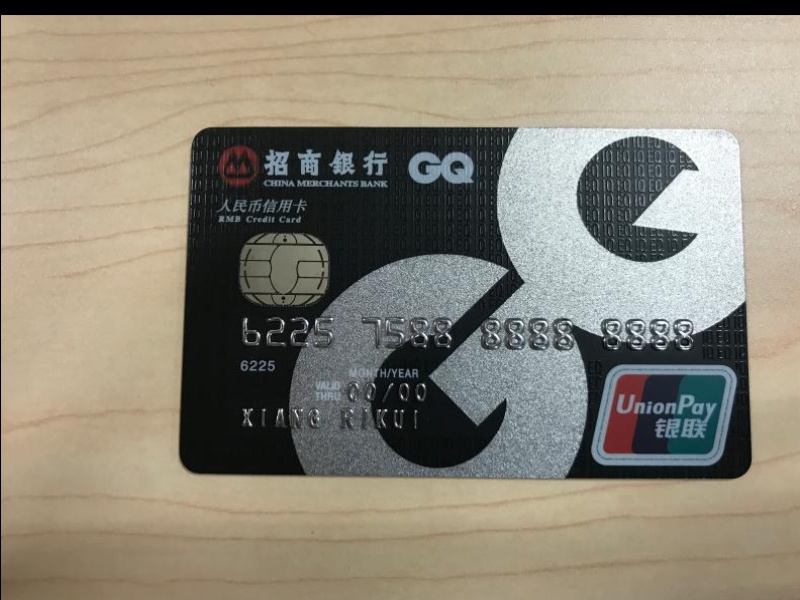 招商银行 GQ
CHINA MERCHANTS BANK
人民币信用卡
RMB Credit Card
6225 7588 8888 8888
6225
MONTH/YEAR
VALID THRU 00/00
XIANG RIKUI
UnionPay
银联